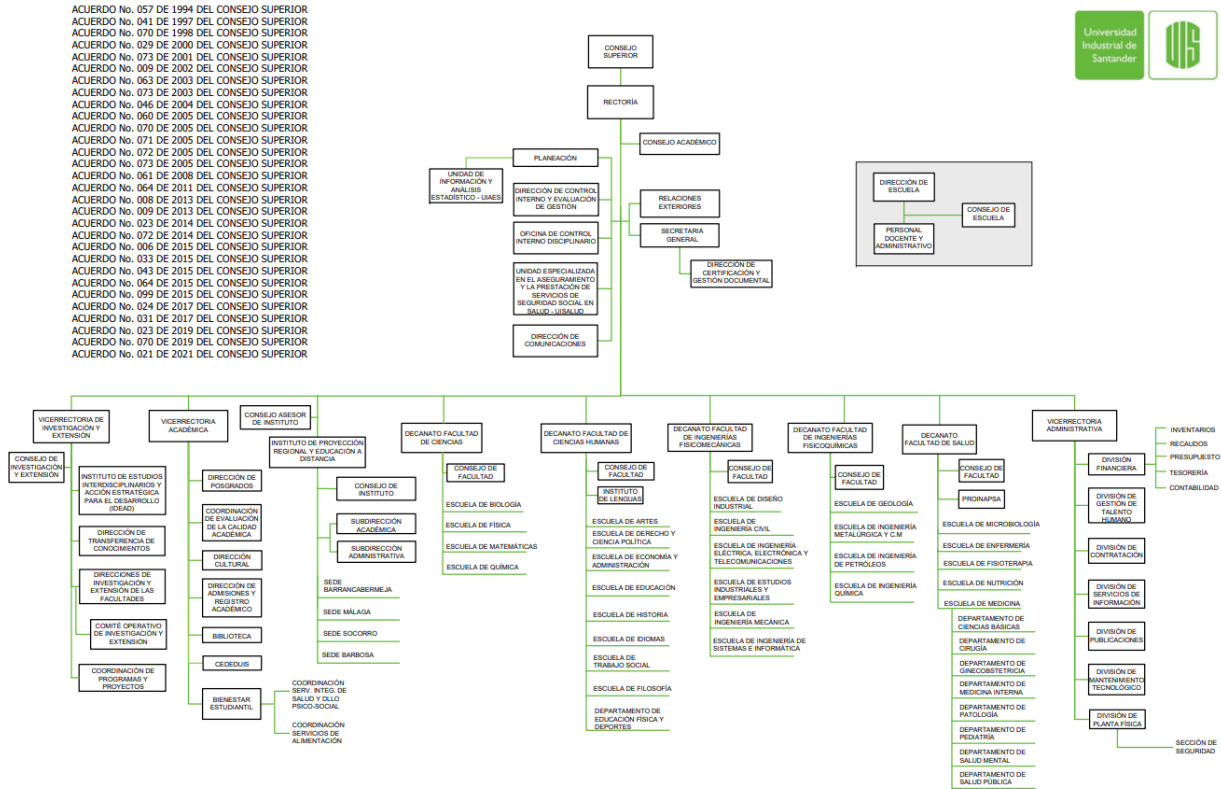 ACUERDO No. 057 DE 1994 DEL CONSEJO SUPERIOR
ACUERDO No. 041 DE 1997 DEL CONSEJO SUPERIOR
ACUERDO No. 070 DE 1998 DEL CONSEJO SUPERIOR
ACUERDO No. 029 DE 2000 DEL CONSEJO SUPERIOR
ACUERDO No. 073 DE 2001 DEL CONSEJO SUPERIOR
ACUERDO No. 009 DE 2002 DEL CONSEJO SUPERIOR
ACUERDO No. 063 DE 2003 DEL CONSEJO SUPERIOR
ACUERDO No. 073 DE 2003 DEL CONSEJO SUPERIOR
ACUERDO No. 046 DE 2004 DEL CONSEJO SUPERIOR
ACUERDO No. 060 DE 2005 DEL CONSEJO SUPERIOR
ACUERDO No. 070 DE 2005 DEL CONSEJO SUPERIOR
ACUERDO No. 071 DE 2005 DEL CONSEJO SUPERIOR
ACUERDO No. 072 DE 2005 DEL CONSEJO SUPERIOR
ACUERDO No. 073 DE 2005 DEL CONSEJO SUPERIOR
ACUERDO No. 061 DE 2008 DEL CONSEJO SUPERIOR
ACUERDO No. 064 DE 2011 DEL CONSEJO SUPERIOR
ACUERDO No. 008 DE 2013 DEL CONSEJO SUPERIOR
ACUERDO No. 009 DE 2013 DEL CONSEJO SUPERIOR
ACUERDO No. 023 DE 2014 DEL CONSEJO SUPERIOR
ACUERDO No. 072 DE 2014 DEL CONSEJO SUPERIOR
ACUERDO No. 006 DE 2015 DEL CONSEJO SUPERIOR
ACUERDO No. 033 DE 2015 DEL CONSEJO SUPERIOR
ACUERDO No. 043 DE 2015 DEL CONSEJO SUPERIOR
ACUERDO No. 064 DE 2015 DEL CONSEJO SUPERIOR
ACUERDO No. 099 DE 2015 DEL CONSEJO SUPERIOR
ACUERDO No. 024 DE 2017 DEL CONSEJO SUPERIOR
ACUERDO No. 031 DE 2017 DEL CONSEJO SUPERIOR
ACUERDO No. 023 DE 2019 DEL CONSEJO SUPERIOR
ACUERDO No. 070 DE 2019 DEL CONSEJO SUPERIOR
ACUERDO No. 021 DE 2021 DEL CONSEJO SUPERIOR
Universidad
Industrial de
Santander
UIS
CONSEJO
SUPERIOR
RECTORÍA
CONSEJO ACADÉMICO
PLANEACIÓN
UNIDAD DE
INFORMACIÓN Y
ANÁLISIS
ESTADÍSTICO - UIAES
DIRECCIÓN DE CONTROL
INTERNO Y EVALUACIÓN
DE GESTIÓN
OFICINA DE CONTROL
INTERNO DISCIPLINARIO
UNIDAD ESPECIALIZADA
EN EL ASEGURAMIENTO
Y LA PRESTACIÓN DE
SERVICIOS DE
SEGURIDAD SOCIAL EN
SALUD - UISALUD
DIRECCIÓN DE
COMUNICACIONES
RELACIONES
EXTERIORES
SECRETARIA
GENERAL
DIRECCIÓN DE
CERTIFICACIÓN Y
GESTIÓN DOCUMENTAL
DIRECCIÓN DE
ESCUELA
CONSEJO DE
ESCUELA
PERSONAL
DOCENTE Y
ADMINISTRATIVO
VICERRECTORIA DE
INVESTIGACIÓN Y
EXTENSIÓN
CONSEJO DE
INVESTIGACIÓN
Y EXTENSIÓN
INSTITUTO DE ESTUDIOS
INTERDISCIPLINARIOS Y
ACCIÓN ESTRATÉGICA
PARA EL DESARROLLO
(IDEAD)
DIRECCIÓN DE
TRANSFERENCIA DE
CONOCIMIENTOS
DIRECCIONES DE
INVESTIGACIÓN Y
EXTENSIÓN DE LAS
FACULTADES
COMITÉ OPERATIVO
DE INVESTIGACIÓN Y
EXTENSIÓN
COORDINACIÓN DE
PROGRAMAS Y
PROYECTOS
VICERRECTORIA
ACADÉMICA
DIRECCIÓN DE
POSGRADOS
COORDINACIÓN
DE EVALUACIÓN
DE LA CALIDAD
ACADÉMICA
DIRECCIÓN
CULTURAL
DIRECCIÓN DE
ADMISIONES Y
REGISTRO
ACADÉMICO
BIBLIOTECA
CEDEDUIS
BIENESTAR
ESTUDIANTIL
COORDINACIÓN
SERV. INTEG. DE
SALUD Y DLLO
PSICO-SOCIAL
COORDINACIÓN
SERVICIOS DE
ALIMENTACIÓN
CONSEJO ASESOR
DE INSTITUTO
INSTITUTO DE PROYECCIÓN
REGIONAL Y EDUCACIÓN A
DISTANCIA
CONSEJO DE
INSTITUTO
SUBDIRECCIÓN
ACADÉMICA
SUBDIRECCIÓN
ADMINISTRATIVA
SEDE
BARRANCABERMEJA
SEDE MÁLAGA
SEDE SOCORRO
SEDE BARBOSA
DECANATO FACULTAD
DE CIENCIAS
CONSEJO DE
FACULTAD
ESCUELA DE BIOLOGÍA
ESCUELA DE FÍSICA
ESCUELA DE MATEMÁTICAS
ESCUELA DE QUÍMICA
DECANATO FACULTAD DE
CIENCIAS HUMANAS
CONSEJO DE
FACULTAD
INSTITUTO
DE LENGUAS
ESCUELA DE ARTES
ESCUELA DE DERECHO Y
CIENCIA POLÍTICA
ESCUELA DE ECONOMÍA Y
ADMINISTRACIÓN
ESCUELA DE EDUCACIÓN
ESCUELA DE HISTORIA
ESCUELA DE IDIOMAS
ESCUELA DE
TRABAJO SOCIAL
ESCUELA DE FILOSOFÍA
DEPARTAMENTO DE
EDUCACIÓN FÍSICA Y
DEPORTES
DECANATO FACULTAD
DE INGENIERÍAS
FISICOMECÁNICAS
CONSEJO DE
FACULTAD
ESCUELA DE DISEÑO
INDUSTRIAL
ESCUELA DE
INGENIERÍA CIVIL
ESCUELA DE INGENIERÍA
ELÉCTRICA, ELECTRÓNICA Y
TELECOMUNICACIONES
ESCUELA DE ESTUDIOS
INDUSTRIALES Y
EMPRESARIALES
ESCUELA DE
INGENIERÍA MECÁNICA
ESCUELA DE INGENIERÍA DE
SISTEMAS E INFORMÁTICA
DECANATO FACULTAD
DE INGENIERÍAS
FISICOQUÍMICAS
CONSEJO DE
FACULTAD
ESCUELA DE GEOLOGÍA
ESCUELA DE INGENIERÍA
METALÚRGICA Y C.M
ESCUELA DE INGENIERÍA
DE PETRÓLEOS
ESCUELA DE INGENIERÍA
QUÍMICA
DECANATO
FACULTAD DE SALUD
CONSEJO DE
FACULTAD
PROINAPSA
ESCUELA DE MICROBIOLOGÍA
ESCUELA DE ENFERMERÍA
ESCUELA DE FISIOTERAPIA
ESCUELA DE NUTRICIÓN
ESCUELA DE MEDICINA
DEPARTAMENTO DE
CIENCIAS BÁSICAS
DEPARTAMENTO DE
CIRUGÍA
DEPARTAMENTO DE
GINECOBSTETRICIA
DEPARTAMENTO DE
MEDICINA INTERNA
DEPARTAMENTO DE
PATOLOGÍA
DEPARTAMENTO DE
PEDIATRÍA
DEPARTAMENTO DE
SALUD MENTAL
DEPARTAMENTO DE
SALUD PÚBLICA
VICERRECTORIA
ADMINISTRATIVA
DIVISIÓN
FINANCIERA
INVENTARIOS
RECAUDOS
PRESUPUESTO
TESORERÍA
CONTABILIDAD
DIVISIÓN DE
GESTIÓN DE
TALENTO
HUMANO
DIVISIÓN DE
CONTRATACIÓN
DIVISIÓN DE
SERVICIOS DE
INFORMACIÓN
DIVISIÓN DE
PUBLICACIONES
DIVISIÓN DE
MANTENIMIENTO
TECNOLÓGICO
DIVISIÓN DE
PLANTA FÍSICA
SECCIÓN DE
SEGURIDAD